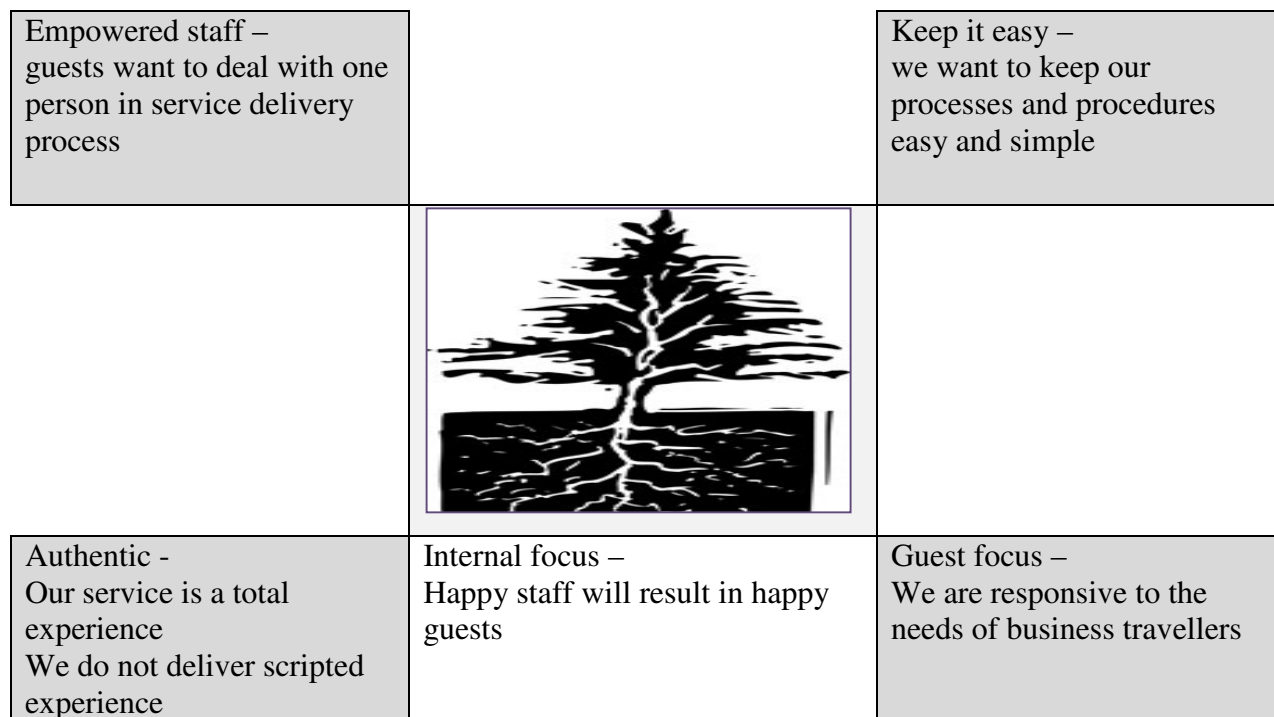 Empowered staff –
guests want to deal with one
person in service delivery
process
Keep it easy –
we want to keep our
processes and procedures
easy and simple
Authentic -
Our service is a total
experience
We do not deliver scripted
experience
Internal focus –
Happy staff will result in happy
guests
Guest focus –
We are responsive to the
needs of business travellers